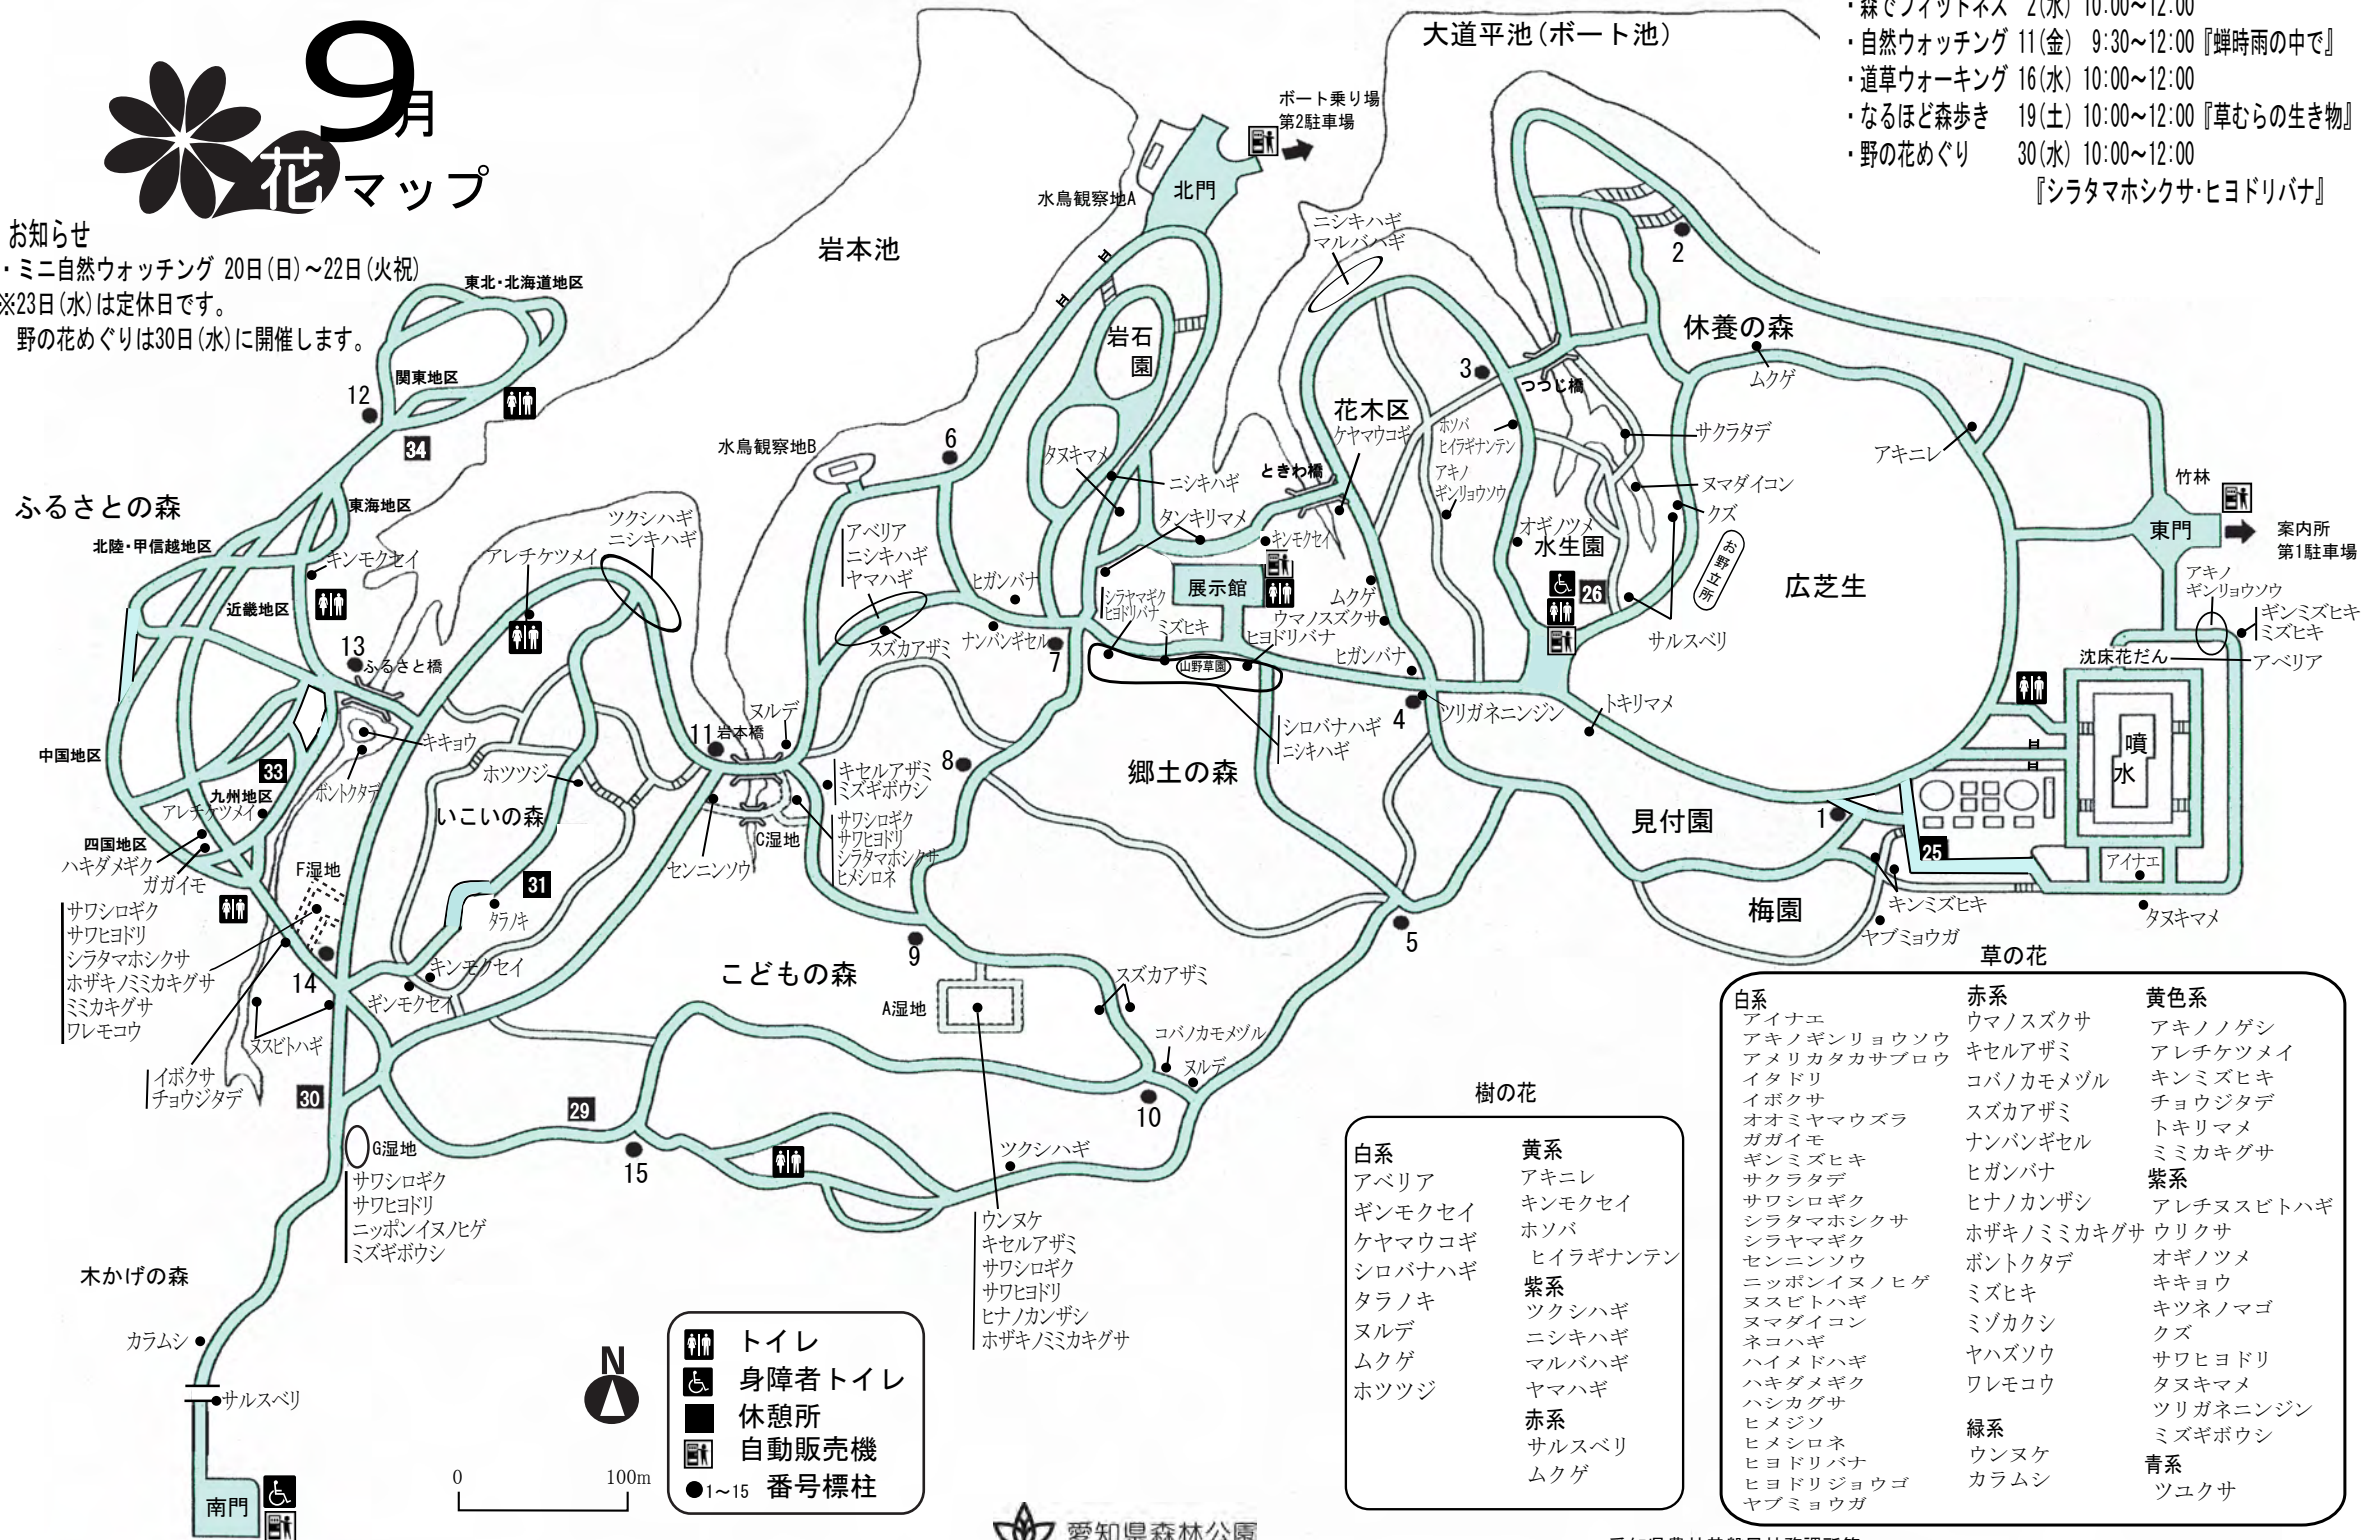 9月
花マップ
お知らせ
・ミニ自然ウォッチング 20日(日)～22日(火祝)
※23日(水)は定休日です。
野の花めぐりは30日(水)に開催します。
・森でフィットネス 2(水) 10:00～12:00
・自然ウォッチング 11(金) 9:30～12:00『蝉時雨の中で』
・道草ウォーキング 16(水) 10:00～12:00
・なるほど森歩き 19(土) 10:00～12:00『草むらの生き物』
・野の花めぐり 30(水) 10:00～12:00
『シラタマホシクサ・ヒヨドリバナ』
大道平池(ボート池)
ボート乗り場
第2駐車場
北門
水鳥観察地A
岩本池
ニシキハギ
マルバハギ
2
東北・北海道地区
関東地区
12
34
岩石園
休養の森
ムクゲ
3
つつじ橋
花木区
ケヤマウコギ
ホソバ
ヒイラギナンテン
アキノ
ギンリョウソウ
サクラタデ
アキニレ
水鳥観察地B
6
タヌキマメ
ニシキハギ
ときわ橋
ヌマダイコン
クズ
竹林
東門
案内所
第1駐車場
ふるさとの森
東海地区
北陸・甲信越地区
キンモクセイ
アレチケツメイ
ツクシハギ
ニシキハギ
アベリア
ニシキハギ
ヤマハギ
タンキリマメ
キンモクセイ
オギノツメ
水生園
お野立所
広芝生
近畿地区
ヒガンバナ
シラヤマギク
ヒヨドリバナ
展示館
ムクゲ
ウマノスズクサ
26
アキノ
ギンリョウソウ
ギンミズヒキ
ミズヒキ
13
ふるさと橋
スズカアザミ
ナンバンギセル
7
ミズヒキ
山野草園
ヒヨドリバナ
ヒガンバナ
サルスベリ
沈床花だん
アベリア
4
ツリガネニンジン
トキリマメ
シロバナハギ
ニシキハギ
噴水
中国地区
キキョウ
ボントクタデ
33
九州地区
アレチケツメイ
ホツツジ
11
岩本橋
ヌルデ
8
郷土の森
キセルアザミ
ミズギボウシ
いこいの森
見付園
1
25
四国地区
ハキダメギク
ガガイモ
C湿地
サワシロギク
サワヒヨドリ
シラタマホシクサ
ヒメシロネ
センニンソウ
F湿地
31
タラノキ
アイナエ
サワシロギク
サワヒヨドリ
シラタマホシクサ
ホザキノミミカキグサ
ミミカキグサ
ワレモコウ
梅園
キンミズヒキ
ヤブミョウガ
タヌキマメ
5
9
14
キンモクセイ
ギンモクセイ
こどもの森
スズカアザミ
A湿地
ヌスビトハギ
イボクサ
チョウジタデ
コバノカモメヅル
ヌルデ
30
29
10
15
G湿地
サワシロギク
サワヒヨドリ
ニッポンイヌノヒゲ
ミズギボウシ
ツクシハギ
ウンヌケ
キセルアザミ
サワシロギク
サワヒヨドリ
ヒナノカンザシ
ホザキノミミカキグサ
木かげの森
カラムシ
サルスベリ
南門
N
0 100m
トイレ
身障者トイレ
休憩所
自動販売機
●1～15 番号標柱
樹の花
白系
アベリア
ギンモクセイ
ケヤマウコギ
シロバナハギ
タラノキ
ヌルデ
ムクゲ
ホツツジ
黄系
アキニレ
キンモクセイ
ホソバ
ヒイラギナンテン
紫系
ツクシハギ
ニシキハギ
マルバハギ
ヤマハギ
赤系
サルスベリ
ムクゲ
草の花
白系
アイナエ
アキノギンリョウソウ
アメリカタカサブロウ
イタドリ
イボクサ
オオミヤマウズラ
ガガイモ
ギンミズヒキ
サクラタデ
サワシロギク
シラタマホシクサ
シラヤマギク
センニンソウ
ニッポンイヌノヒゲ
ヌスビトハギ
ヌマダイコン
ネコハギ
ハイメドハギ
ハキダメギク
ハシカグサ
ヒメジソ
ヒメシロネ
ヒヨドリバナ
ヒヨドリジョウゴ
ヤブミョウガ
赤系
ウマノスズクサ
キセルアザミ
コバノカモメヅル
スズカアザミ
ナンバンギセル
ヒガンバナ
ヒナノカンザシ
ホザキノミミカキグサ
ボントクタデ
ミズヒキ
ミゾカクシ
ヤハズソウ
ワレモコウ
緑系
ウンヌケ
カラムシ
黄色系
アキノノゲシ
アレチケツメイ
キンミズヒキ
チョウジタデ
トキリマメ
ミミカキグサ
紫系
アレチヌスビトハギ
ウリクサ
オギノツメ
キキョウ
キツネノマゴ
クズ
サワヒヨドリ
タヌキマメ
ツリガネニンジン
ミズギボウシ
青系
ツユクサ
愛知県森林公園